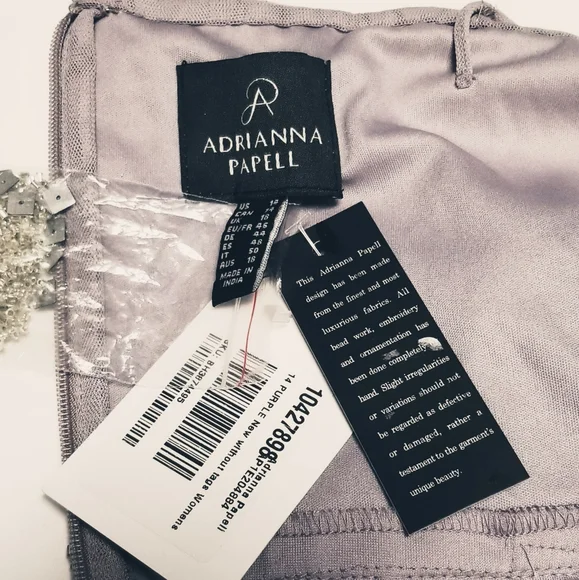 A
ADRIANNA
PAPELL
US 14
CAN 14
UK 18
EU/FR 46
DE 44
ES 48
IT 50
AUS 18
MADE IN
INDIA
This Adrianna Papell
design has been made
from the finest and most
luxurious fabrics. All
bead work, embroidery
and ornamentation has
been done completely
hand. Slight irregularities
or variations should not
be regarded as defective
or damaged, rather a
testament to the garment's
unique beauty.
8H3874495
14 PURPLE New without tags Womens
10427898
Adrianna Papell
AP1E204884